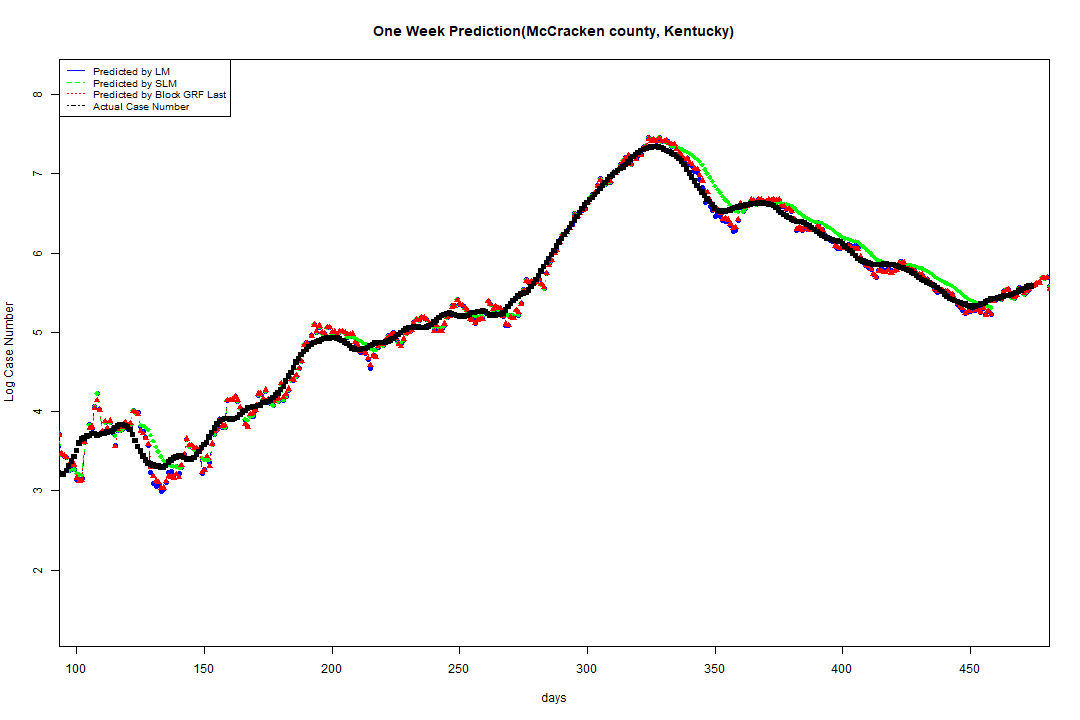 One Week Prediction(McCracken county, Kentucky)
Predicted by LM
Predicted by SLM
Predicted by Block GRF Last
Actual Case Number
8
7
6
5
4
3
2
Log Case Number
100 150 200 250 300 350 400 450
days